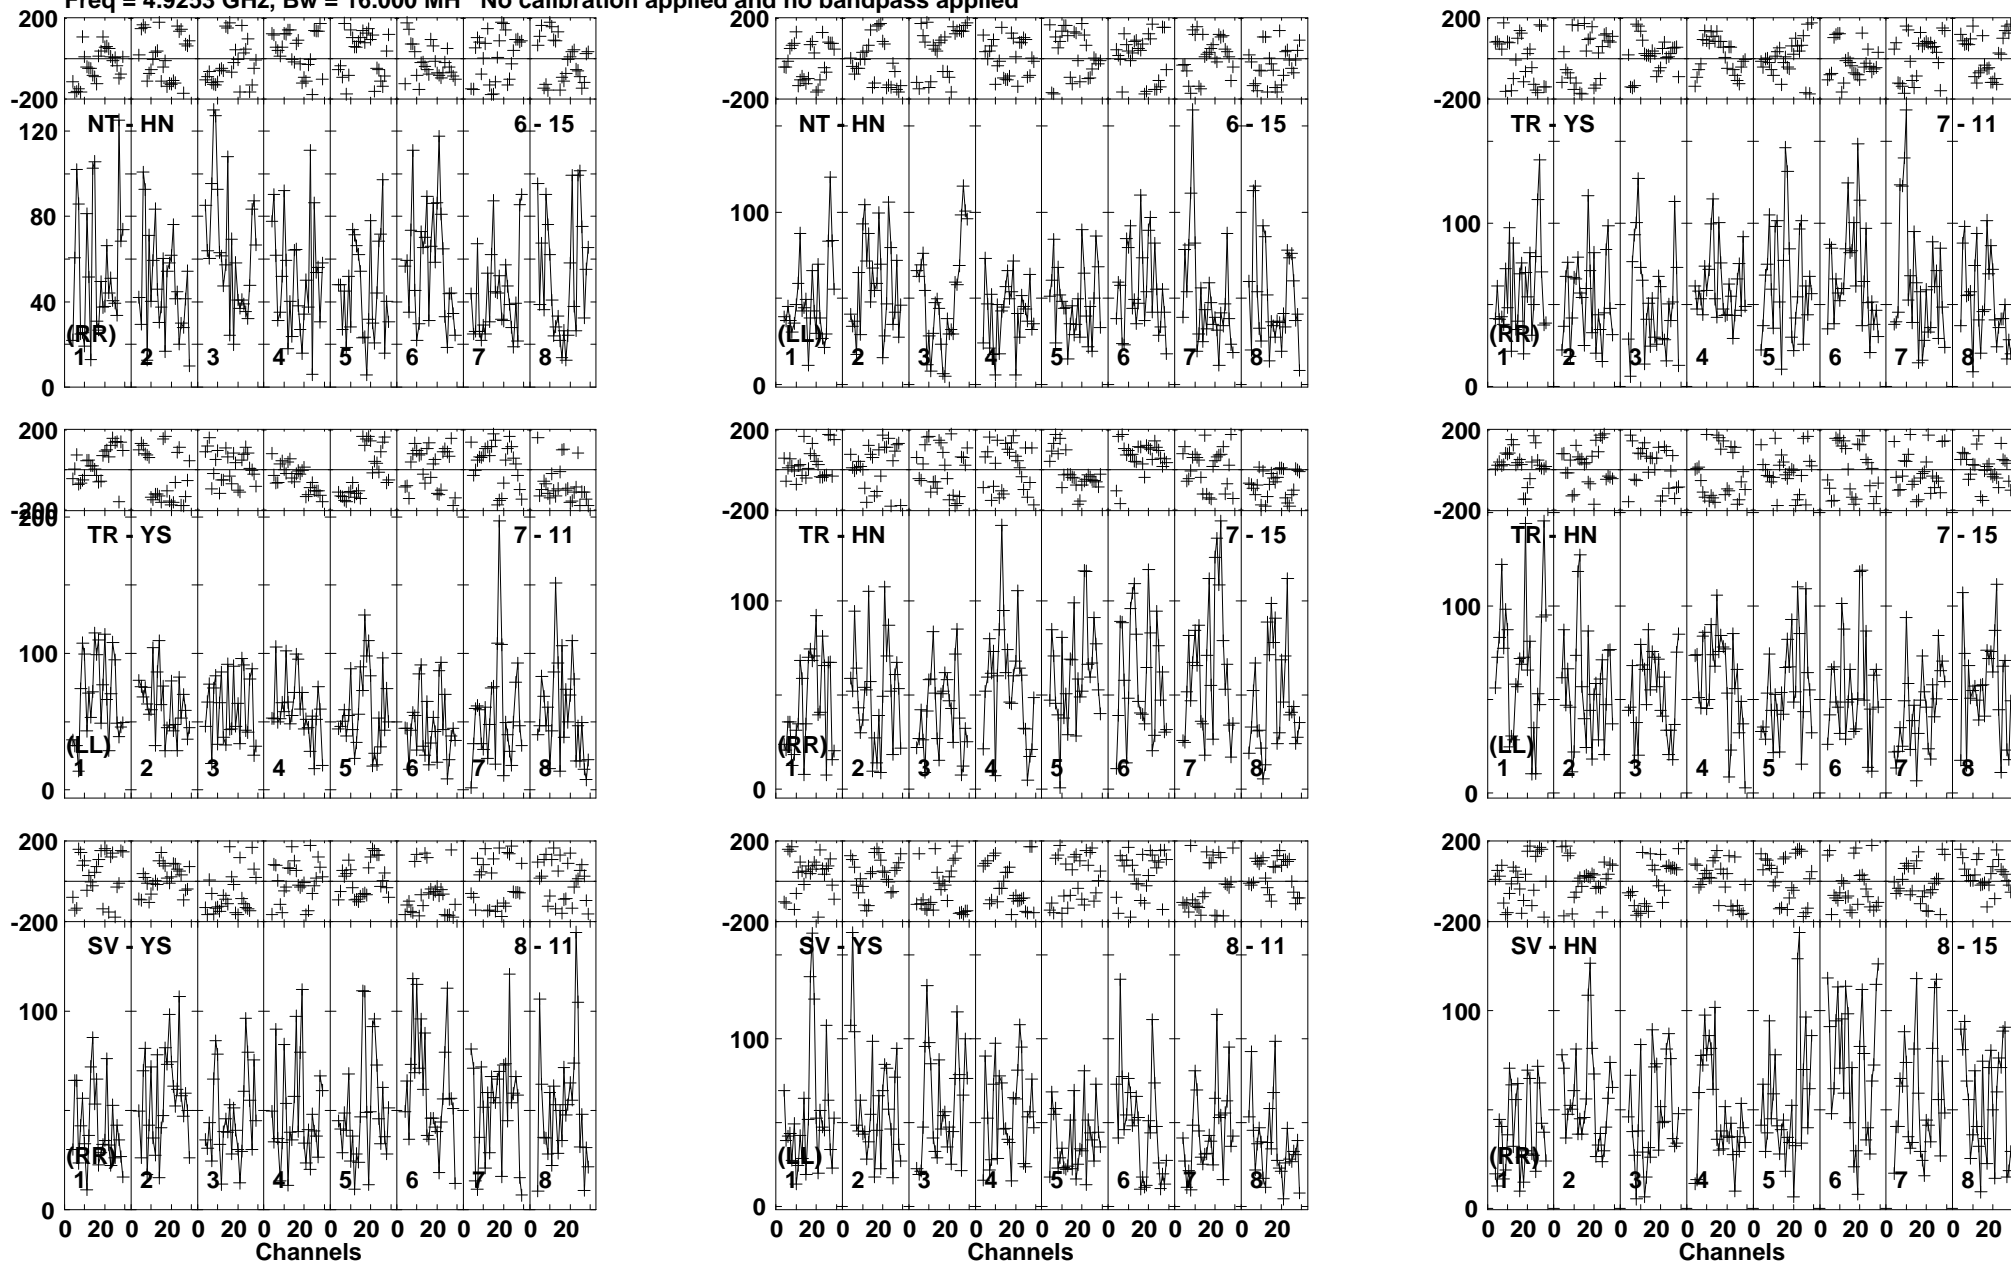 Freq = 4.9253 GHz, Bw = 16.000 MH No calibration applied and no bandpass applied
200
-200
120
80
40
0
NT - HN 6 - 15
(RR)
1 2 3 4 5 6 7 8
200
-200
100
0
NT - HN 6 - 15
(LL)
1 2 3 4 5 6 7 8
200
-200
100
0
TR - YS 7 - 11
(RR)
1 2 3 4 5 6 7 8
200
-200
200
100
0
TR - YS 7 - 11
(LL)
1 2 3 4 5 6 7 8
200
-200
100
0
TR - HN 7 - 15
(RR)
1 2 3 4 5 6 7 8
200
-200
100
0
TR - HN 7 - 15
(LL)
1 2 3 4 5 6 7 8
200
-200
100
0
SV - YS 8 - 11
(RR)
1 2 3 4 5 6 7 8
0 20 0 20 0 20 0 20 0 20 0 20 0 20 0 20
Channels
200
-200
100
0
SV - YS 8 - 11
(LL)
1 2 3 4 5 6 7 8
0 20 0 20 0 20 0 20 0 20 0 20 0 20 0 20
Channels
200
-200
100
0
SV - HN 8 - 15
(RR)
1 2 3 4 5 6 7 8
0 20 0 20 0 20 0 20 0 20 0 20 0 20 0 20
Channels